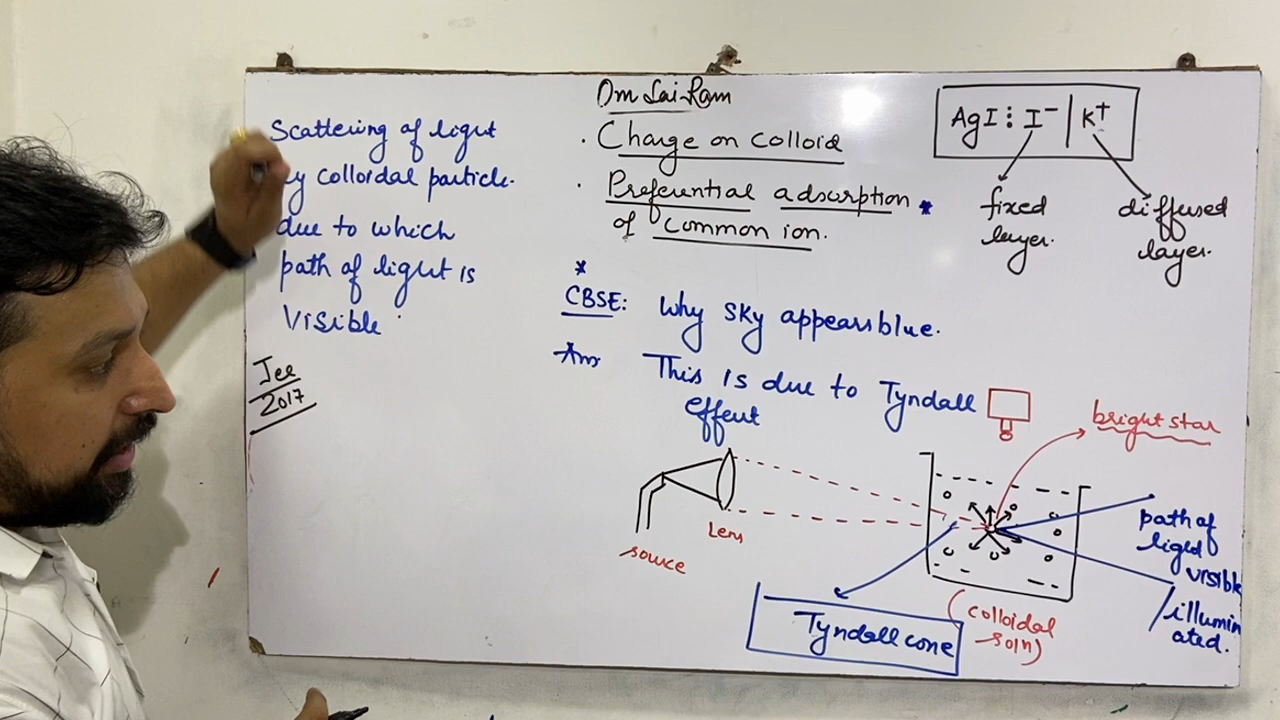 Om Sai Ram
Scattering of light
by colloidal particle.
due to which
path of light is
visible
Jee
2017
· Charge on colloid
· Preferential adsorption
of common ion.
AgI ⋮ I⁻ | K⁺
fixed
layer.
diffused
layer.
CBSE: Why sky appears blue.
Ans This is due to Tyndall
effect
source
Lens
bright star
path of
light
visible
/illumin
ated.
Tyndall cone
(colloidal
soln)